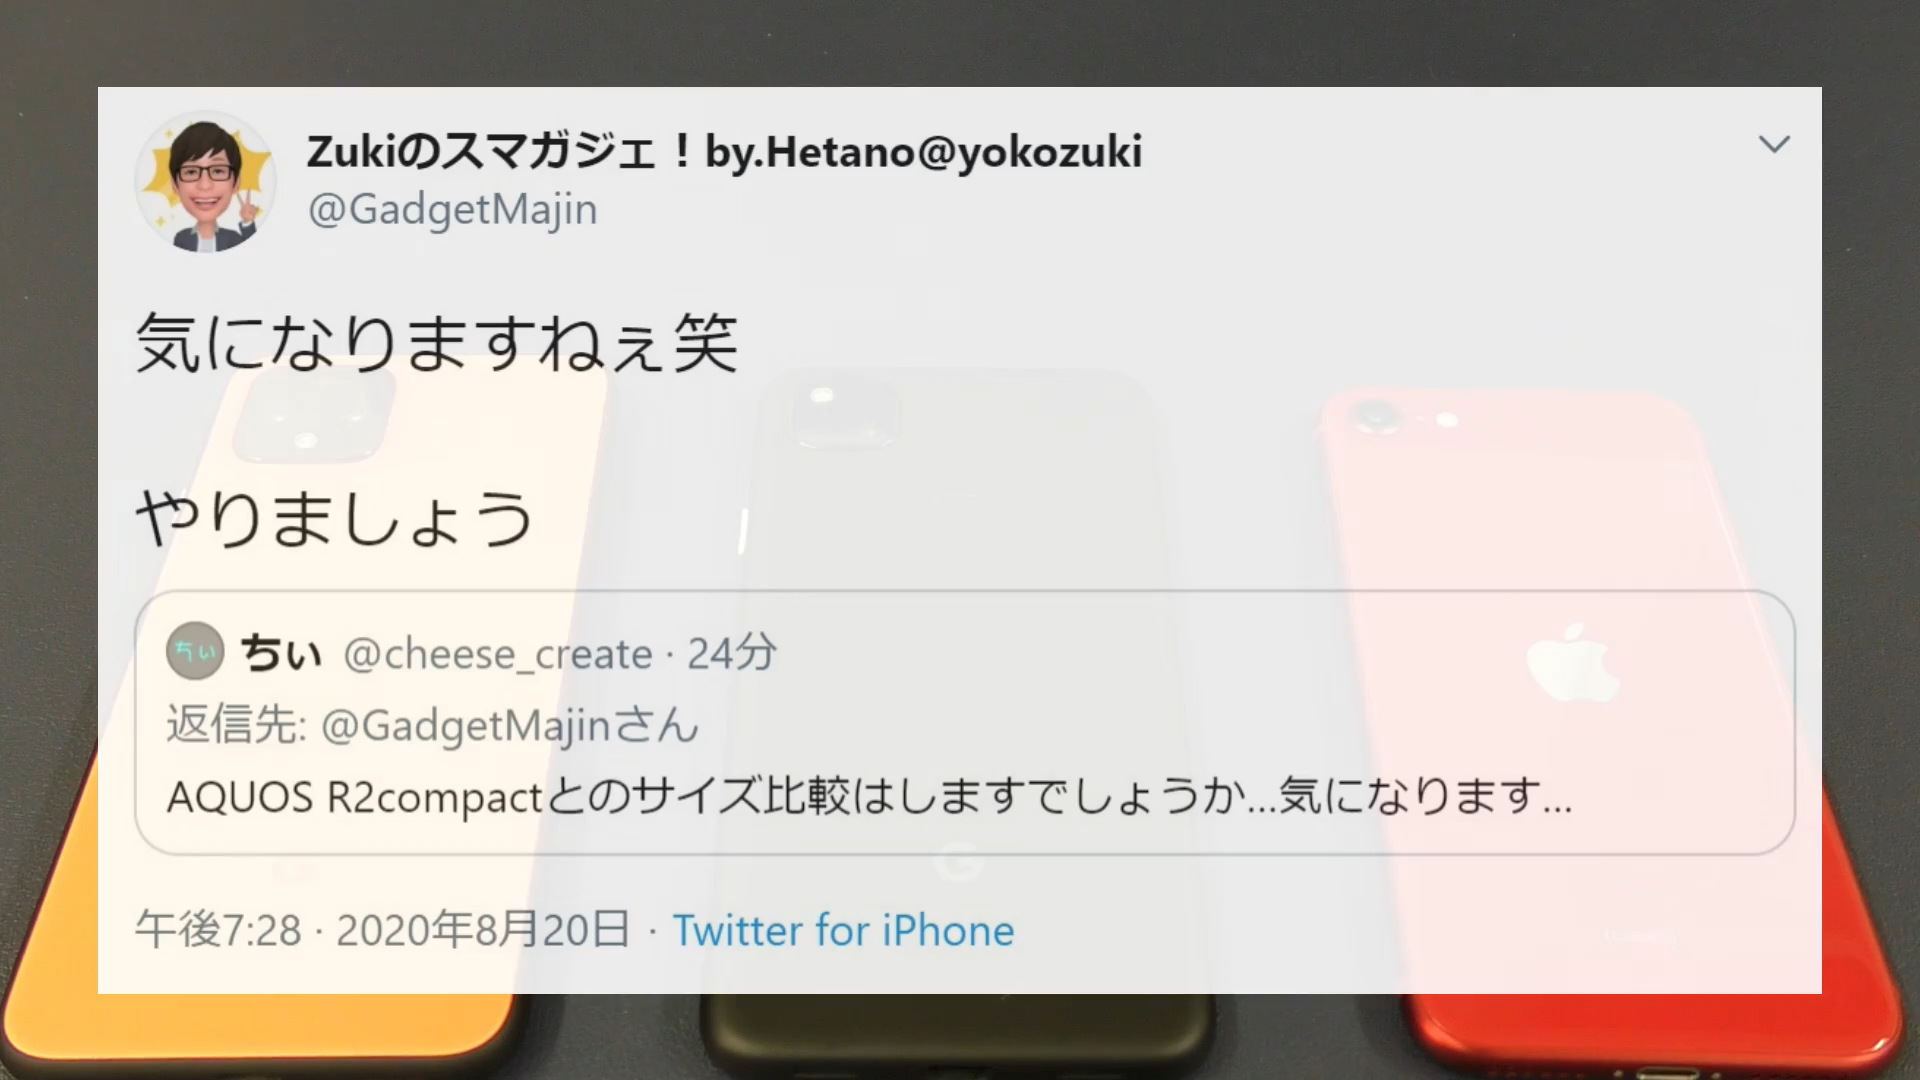 Zukiのスマガジェ！by.Hetano@yokozuki
@GadgetMajin
気になりますねぇ笑
やりましょう
ちぃ
ちぃ @cheese_create · 24分
返信先: @GadgetMajinさん
AQUOS R2compactとのサイズ比較はしますでしょうか...気になります...
午後7:28 · 2020年8月20日 · Twitter for iPhone
G